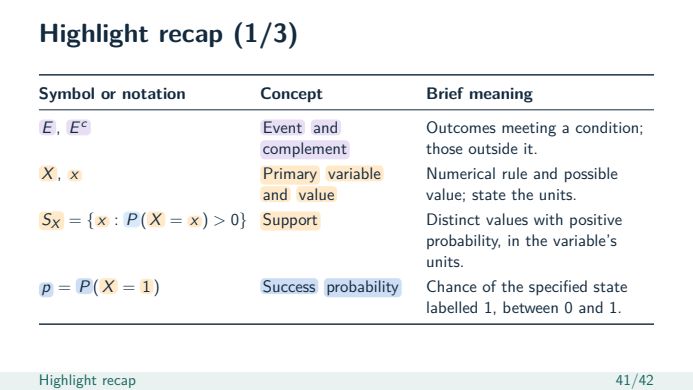 Highlight recap (1/3)
Symbol or notation Concept Brief meaning
E, Eᶜ Event and Outcomes meeting a condition;
complement those outside it.
X, x Primary variable Numerical rule and possible
and value value; state the units.
S_X = {x : P(X = x) > 0} Support Distinct values with positive
probability, in the variable's
units.
p = P(X = 1) Success probability Chance of the specified state
labelled 1, between 0 and 1.
Highlight recap 41/42